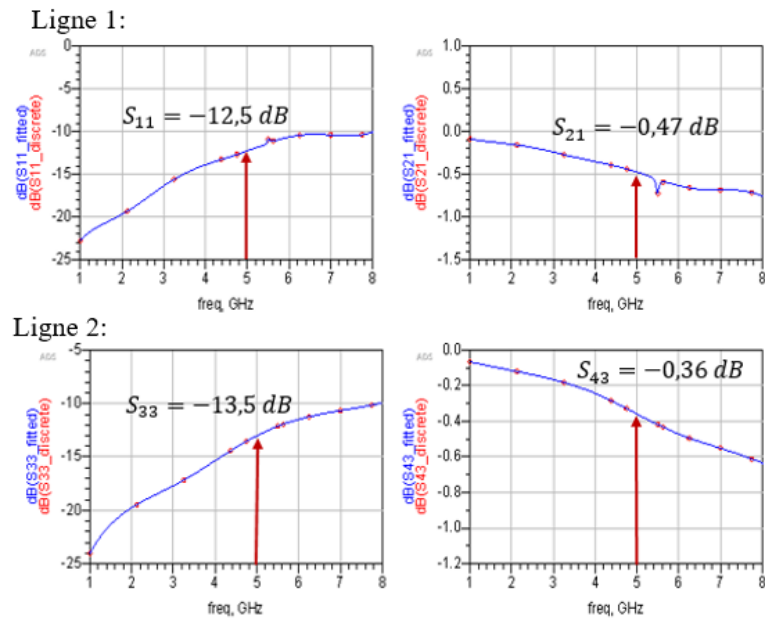 Ligne 1:
ADS
dB(S11_fitted)
dB(S11_discrete)
0
-5
-10
-15
-20
-25
S₁₁ = −12,5 dB
1 2 3 4 5 6 7 8
freq, GHz
ADS
dB(S21_fitted)
dB(S21_discrete)
1.0
0.5
0.0
-0.5
-1.0
-1.5
S₂₁ = −0,47 dB
1 2 3 4 5 6 7 8
freq, GHz
Ligne 2:
ADS
dB(S33_fitted)
dB(S33_discrete)
-5
-10
-15
-20
-25
S₃₃ = −13,5 dB
1 2 3 4 5 6 7 8
freq, GHz
ADS
dB(S43_fitted)
dB(S43_discrete)
0.0
-0.2
-0.4
-0.6
-0.8
-1.0
-1.2
S₄₃ = −0,36 dB
1 2 3 4 5 6 7 8
freq, GHz